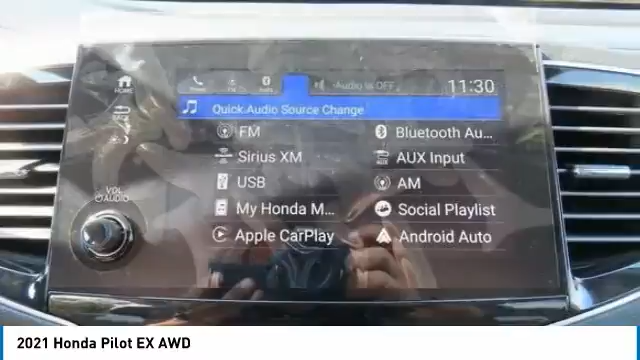 HOME
Audio is OFF
11:30
Quick Audio Source Change
BACK
FM
Bluetooth Au...
Sirius XM
AUX Input
USB
AM
VOL
AUDIO
My Honda M...
Social Playlist
Apple CarPlay
Android Auto
2021 Honda Pilot EX AWD